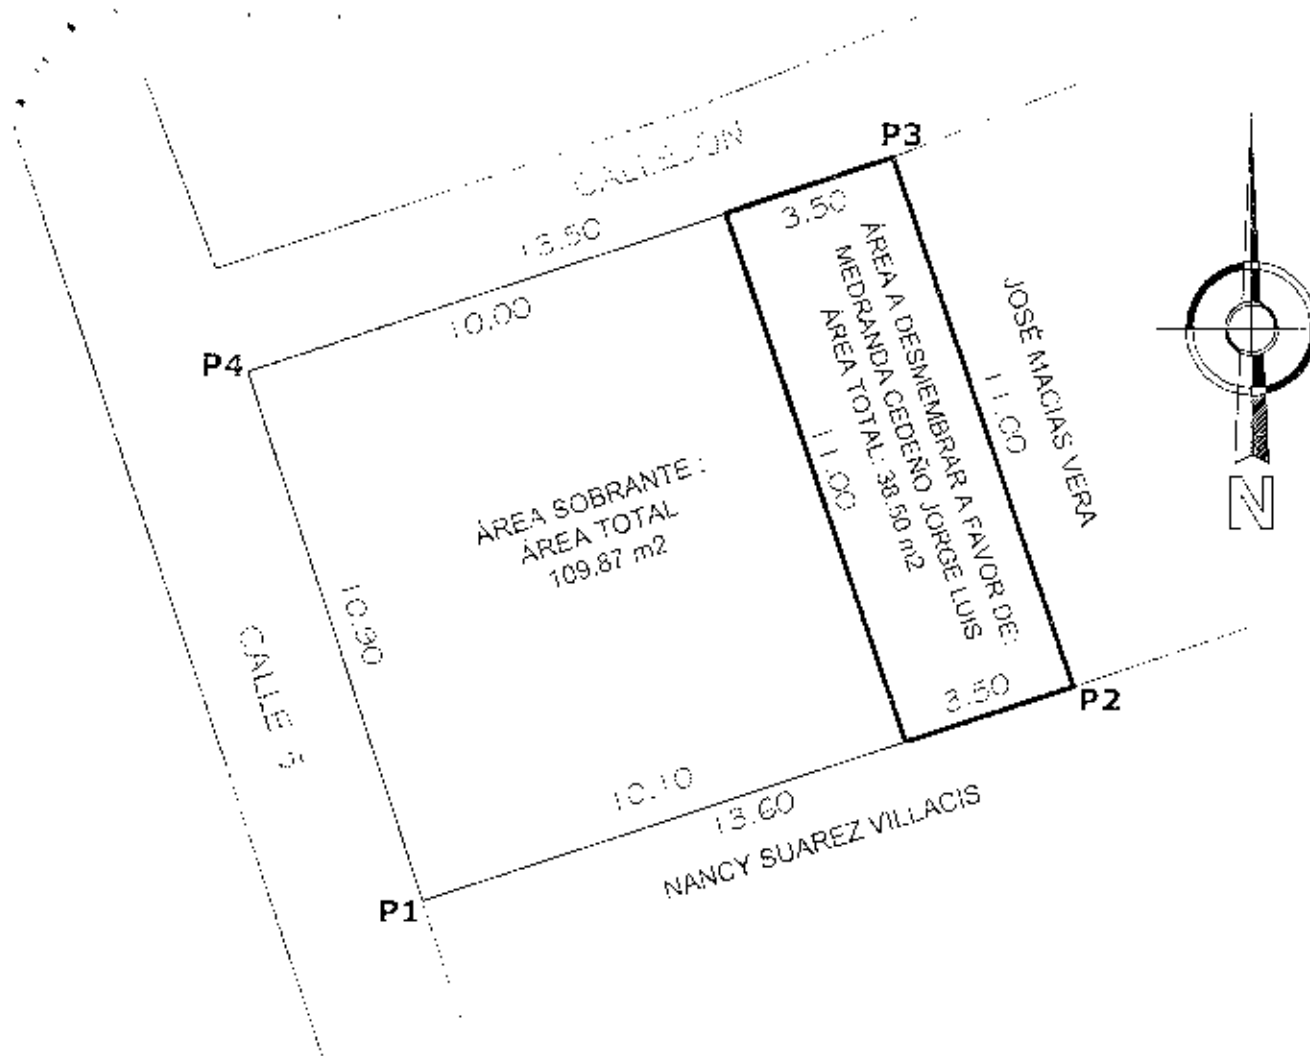 CALLEJON
P3
3.50
13.50
10.00
P4
ÁREA A DESMEMBRAR A FAVOR DE:
MEDRANDA CEDEÑO JORGE LUIS
ÁREA TOTAL: 38.50 m2
JOSÉ MACIAS VERA
11.00
11.00
ÁREA SOBRANTE :
ÁREA TOTAL
109.87 m2
N
10.90
CALLE
3.50
P2
10.10
13.60
NANCY SUAREZ VILLACIS
P1